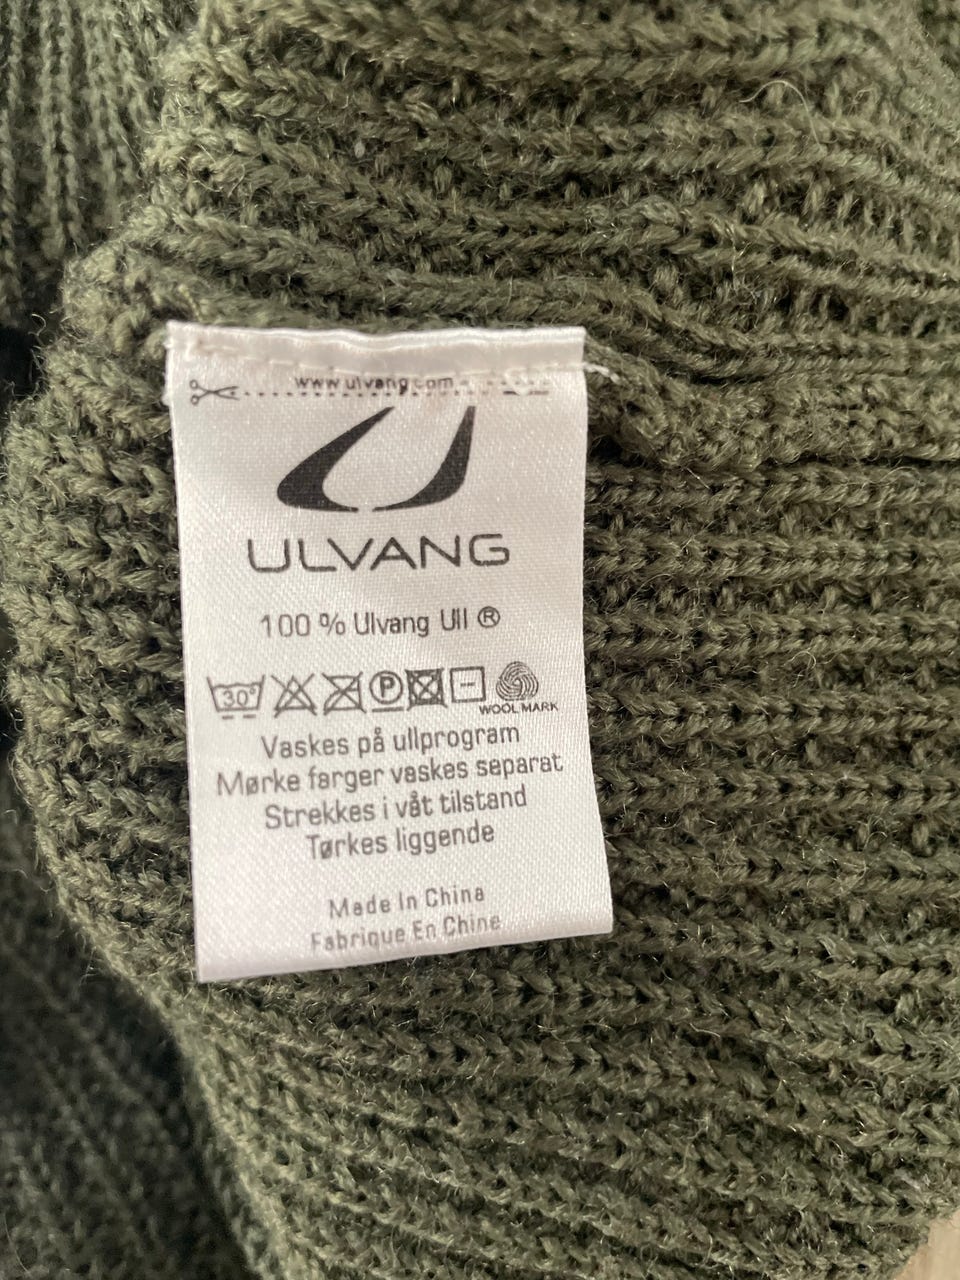 www.ulvang.com
ULVANG
100 % Ulvang Ull ®
30° P
WOOL MARK
Vaskes på ullprogram
Mørke farger vaskes separat
Strekkes i våt tilstand
Tørkes liggende
Made In China
Fabrique En Chine